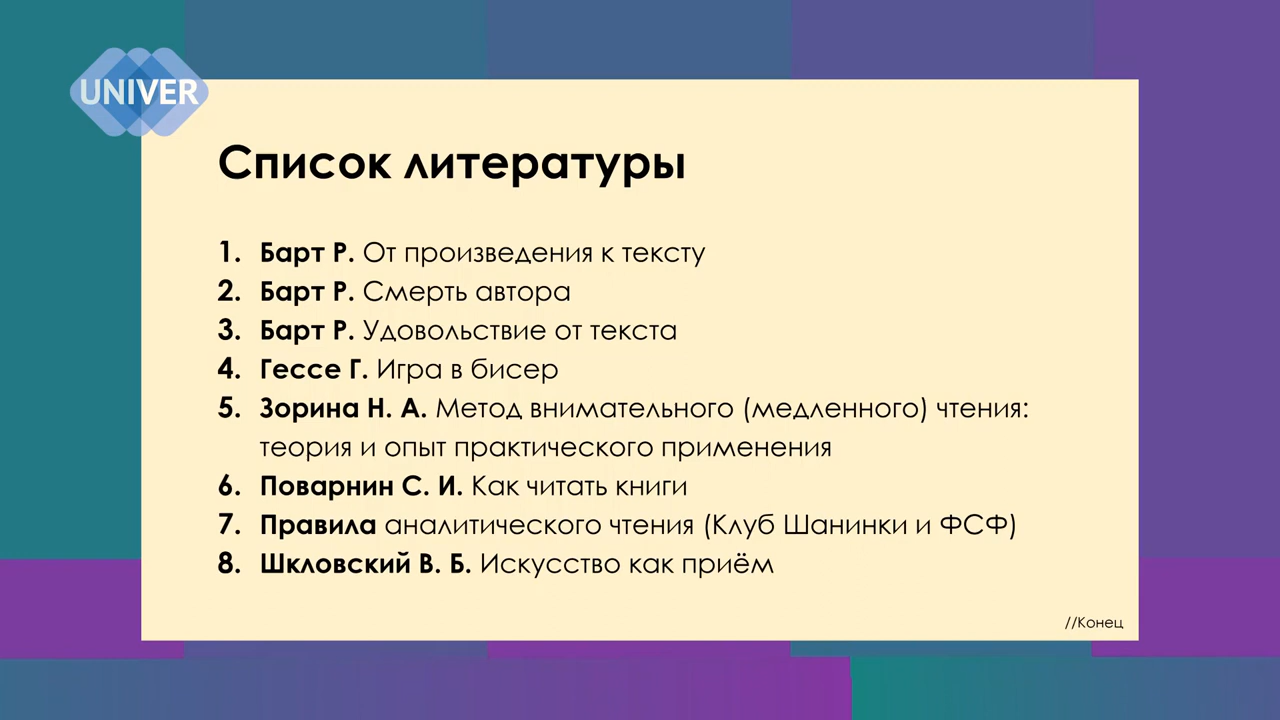 UNIVER
Список литературы
1. Барт Р. От произведения к тексту
2. Барт Р. Смерть автора
3. Барт Р. Удовольствие от текста
4. Гессе Г. Игра в бисер
5. Зорина Н. А. Метод внимательного (медленного) чтения:
теория и опыт практического применения
6. Поварнин С. И. Как читать книги
7. Правила аналитического чтения (Клуб Шанинки и ФСФ)
8. Шкловский В. Б. Искусство как приём
//Конец